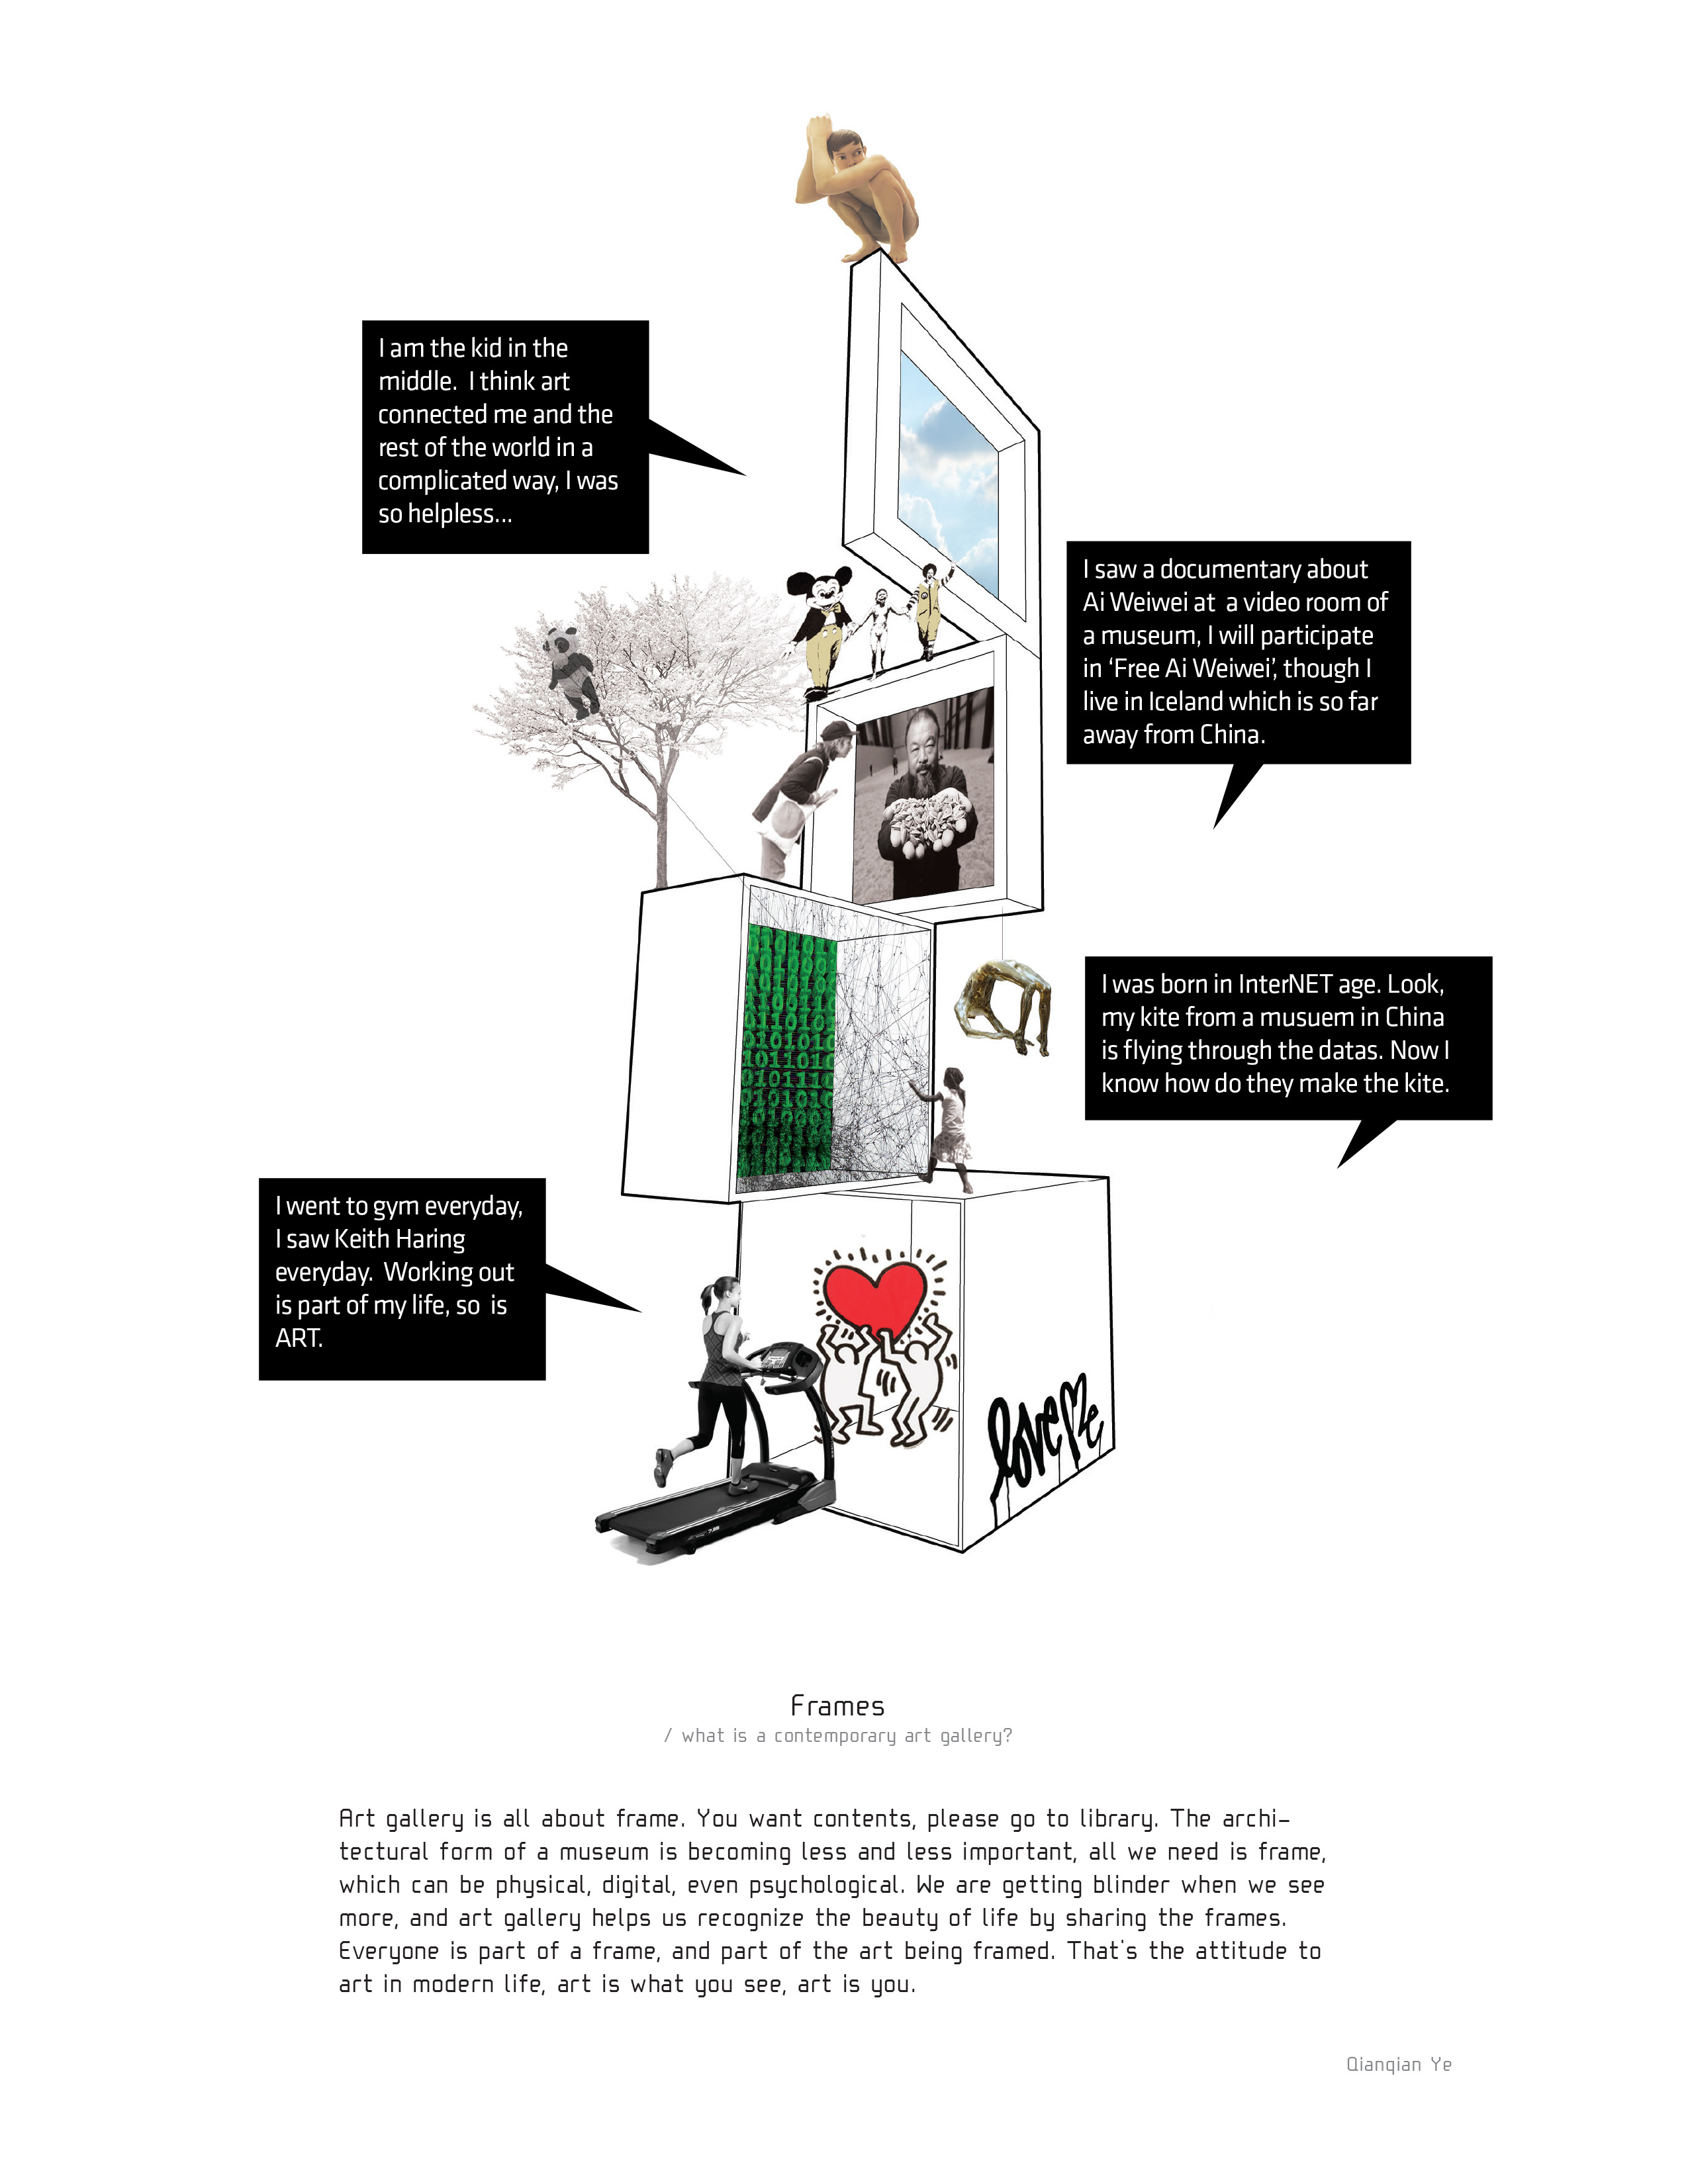 I am the kid in the
middle.  I think art
connected me and the
rest of the world in a
complicated way, I was
so helpless...
I saw a documentary about
Ai Weiwei at  a video room of
a museum, I will participate
in ‘Free Ai Weiwei’, though I
live in Iceland which is so far
away from China.
I was born in InterNET age. Look,
my kite from a musuem in China
is flying through the datas. Now I
know how do they make the kite.
I went to gym everyday,
I saw Keith Haring
everyday.  Working out
is part of my life, so  is
ART.
love Me
Frames
/ what is a contemporary art gallery?
Art gallery is all about frame. You want contents, please go to library. The archi-
tectural form of a museum is becoming less and less important, all we need is frame,
which can be physical, digital, even psychological. We are getting blinder when we see
more, and art gallery helps us recognize the beauty of life by sharing the frames.
Everyone is part of a frame, and part of the art being framed. That's the attitude to
art in modern life, art is what you see, art is you.
Qianqian Ye